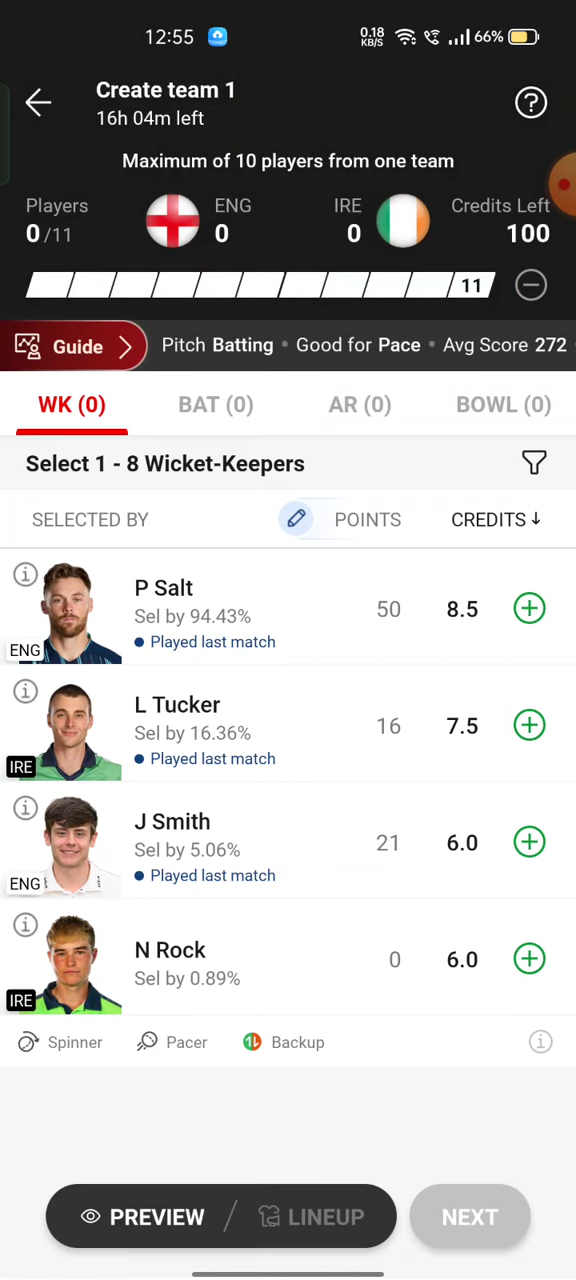 12:55 0.18 KB/S 66%
Create team 1
16h 04m left
Maximum of 10 players from one team
Players ENG IRE Credits Left
0/11 0 0 100
11
Guide Pitch Batting • Good for Pace • Avg Score 272
WK (0) BAT (0) AR (0) BOWL (0)
Select 1 - 8 Wicket-Keepers
SELECTED BY POINTS CREDITS ↓
P Salt
Sel by 94.43% 50 8.5
• Played last match
ENG
L Tucker
Sel by 16.36% 16 7.5
• Played last match
IRE
J Smith
Sel by 5.06% 21 6.0
• Played last match
ENG
N Rock
Sel by 0.89% 0 6.0
IRE
Spinner Pacer Backup
PREVIEW / LINEUP NEXT